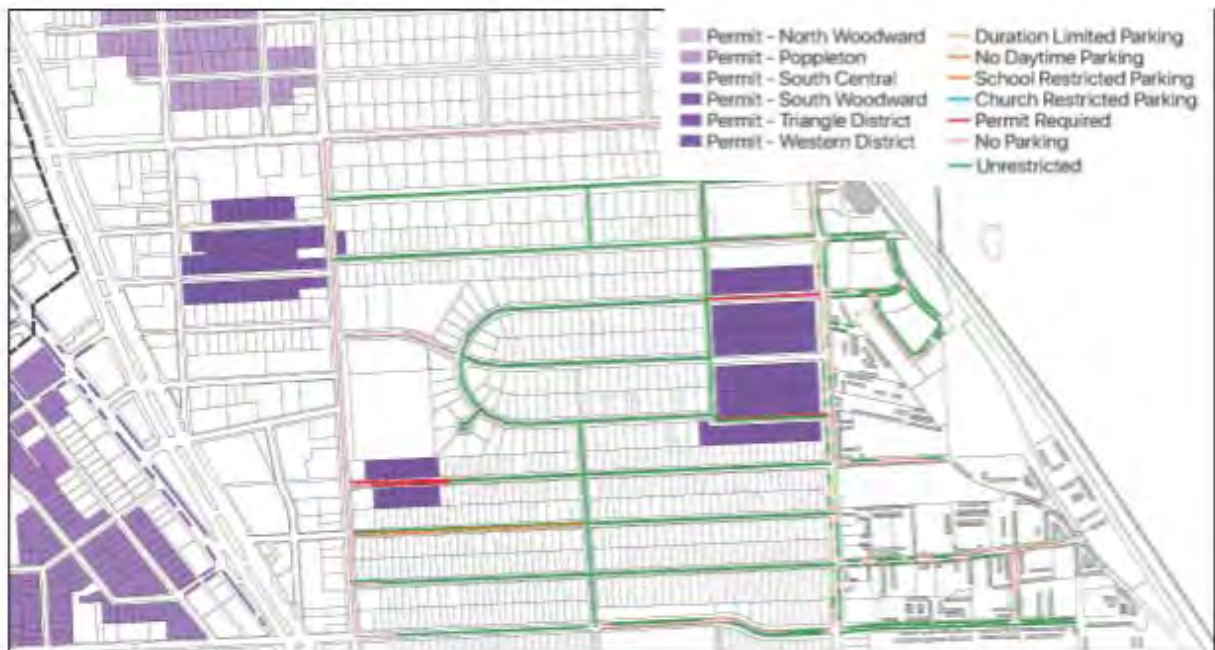 Permit - North Woodward
Permit - Poppleton
Permit - South Central
Permit - South Woodward
Permit - Triangle District
Permit - Western District
Duration Limited Parking
No Daytime Parking
School Restricted Parking
Church Restricted Parking
Permit Required
No Parking
Unrestricted